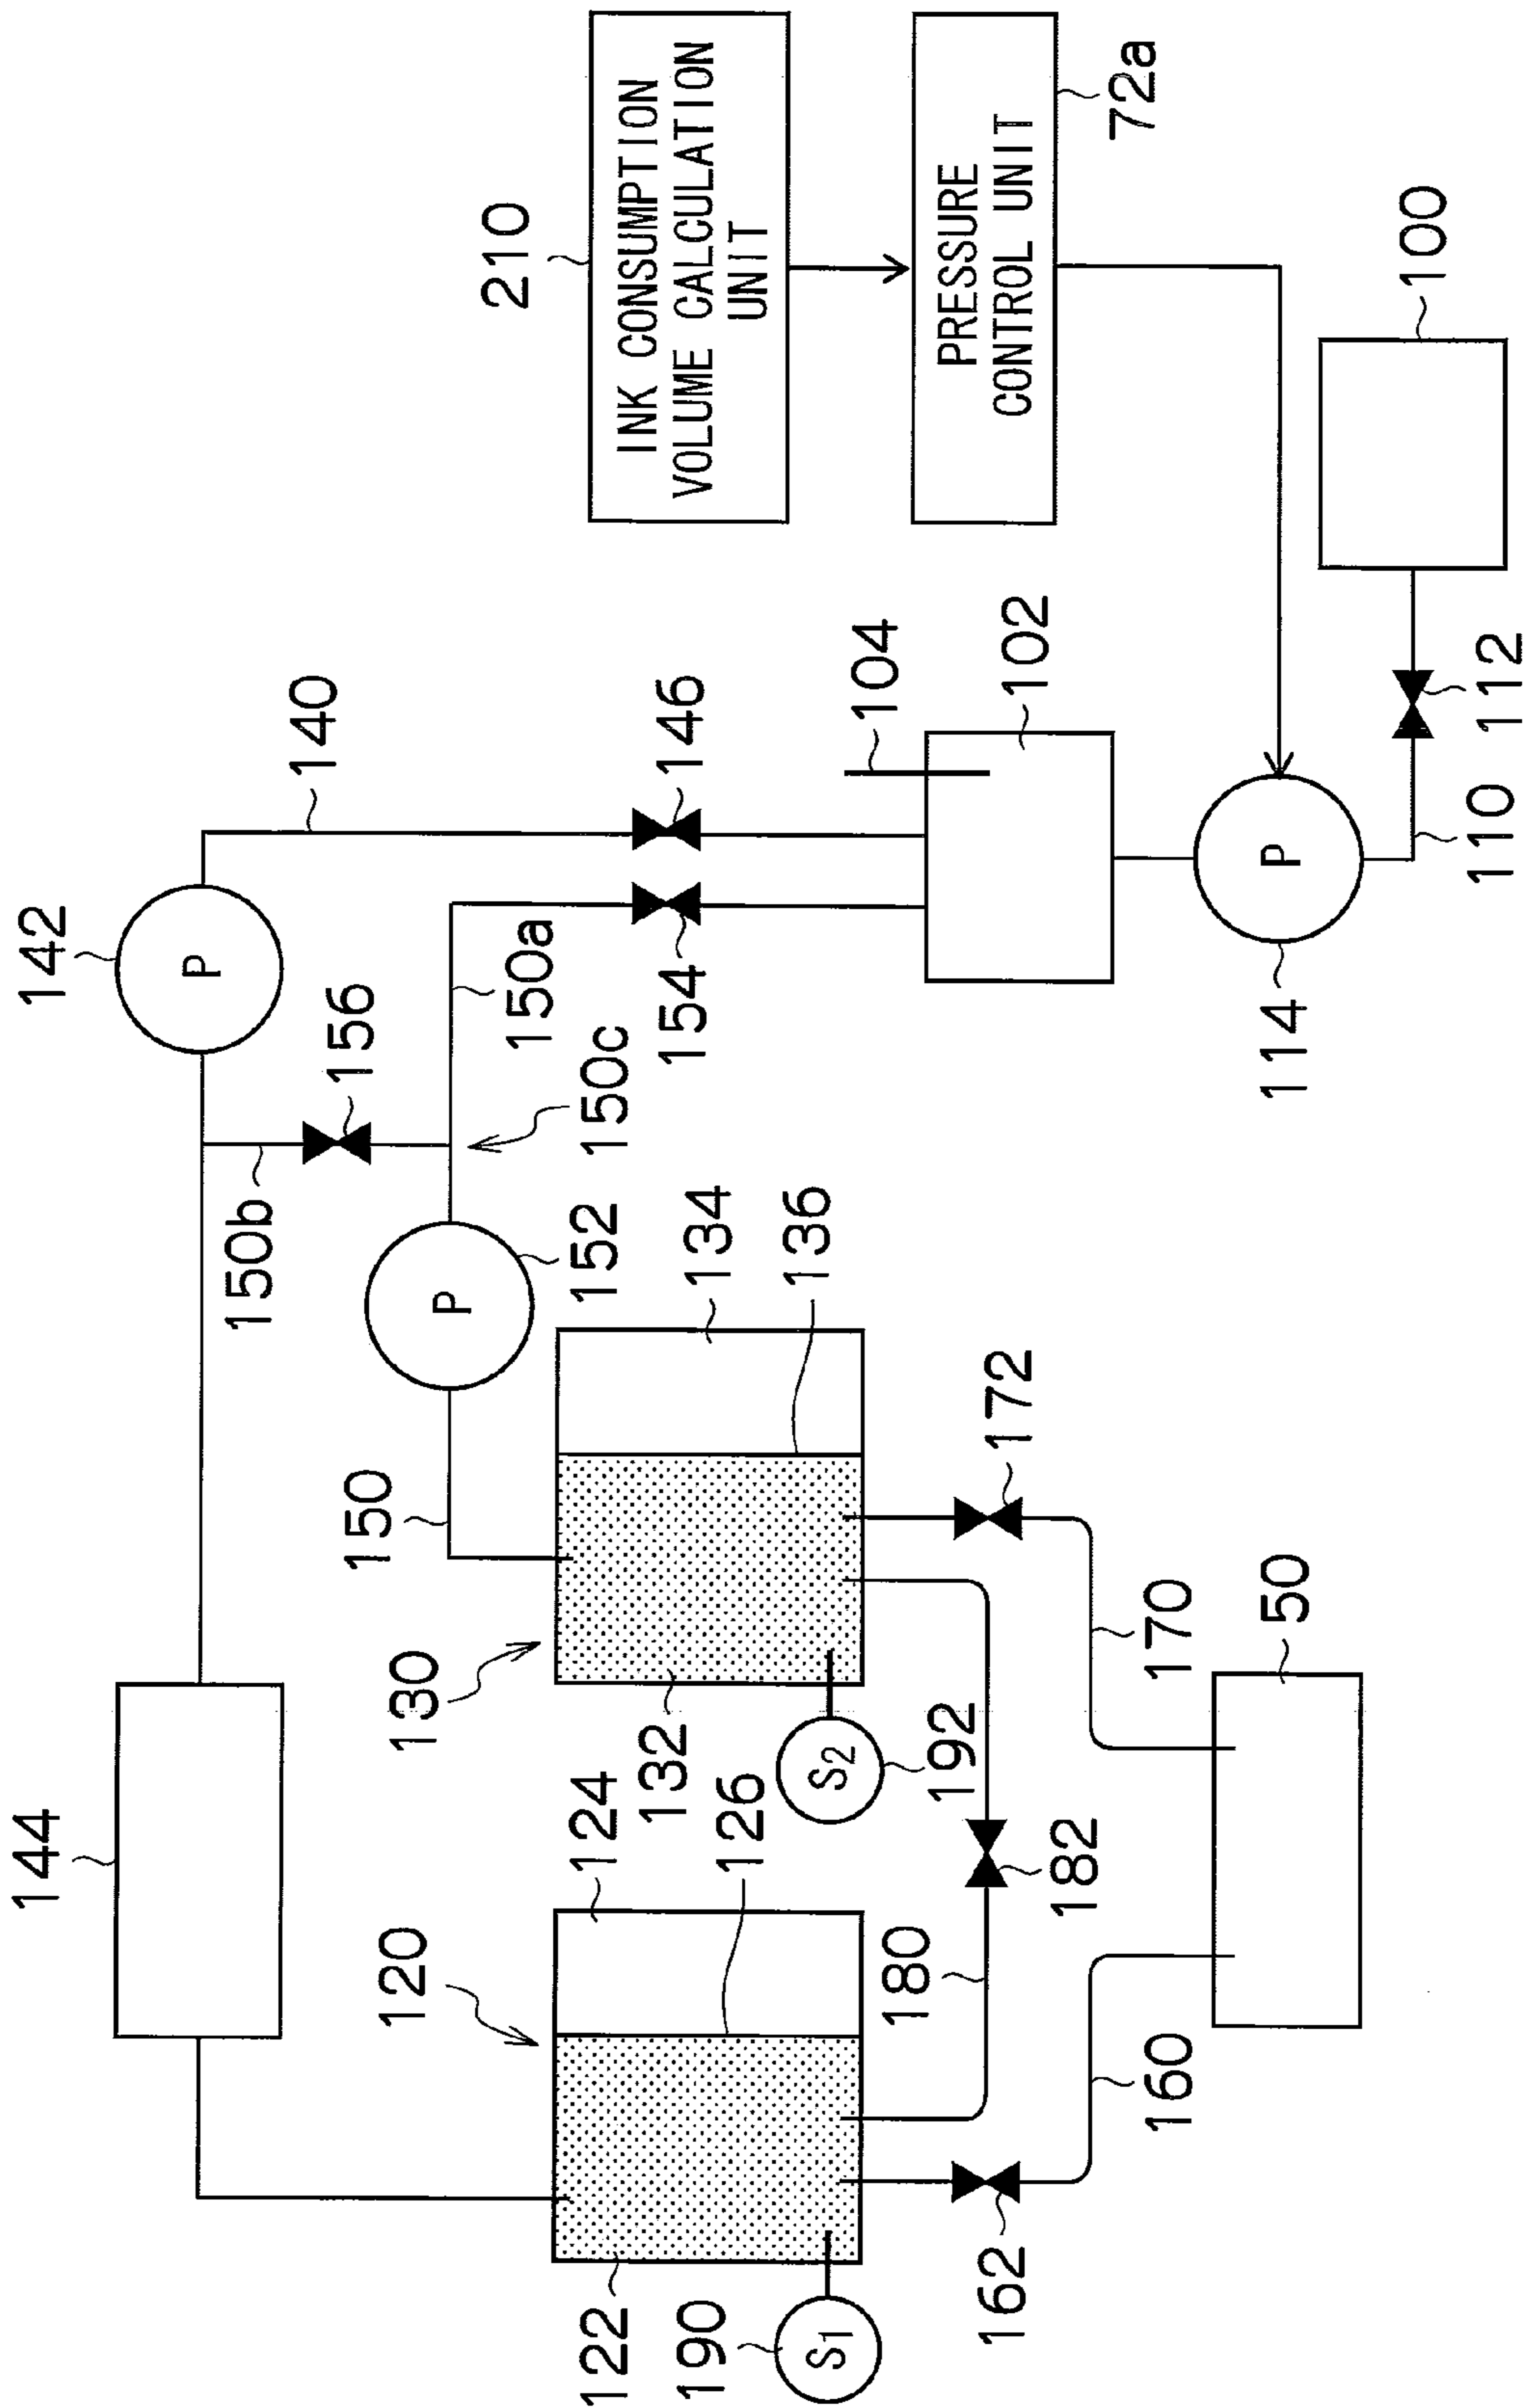 210
INK CONSUMPTION
VOLUME CALCULATION
UNIT
PRESSURE
CONTROL UNIT
72a
100
112
110
P
114
102
104
146
140
154
150a
150c
142
P
156
150b
P
152
150
134
136
130
132
172
S2
192
170
50
144
120
124
126
180
182
160
162
122
190
S1